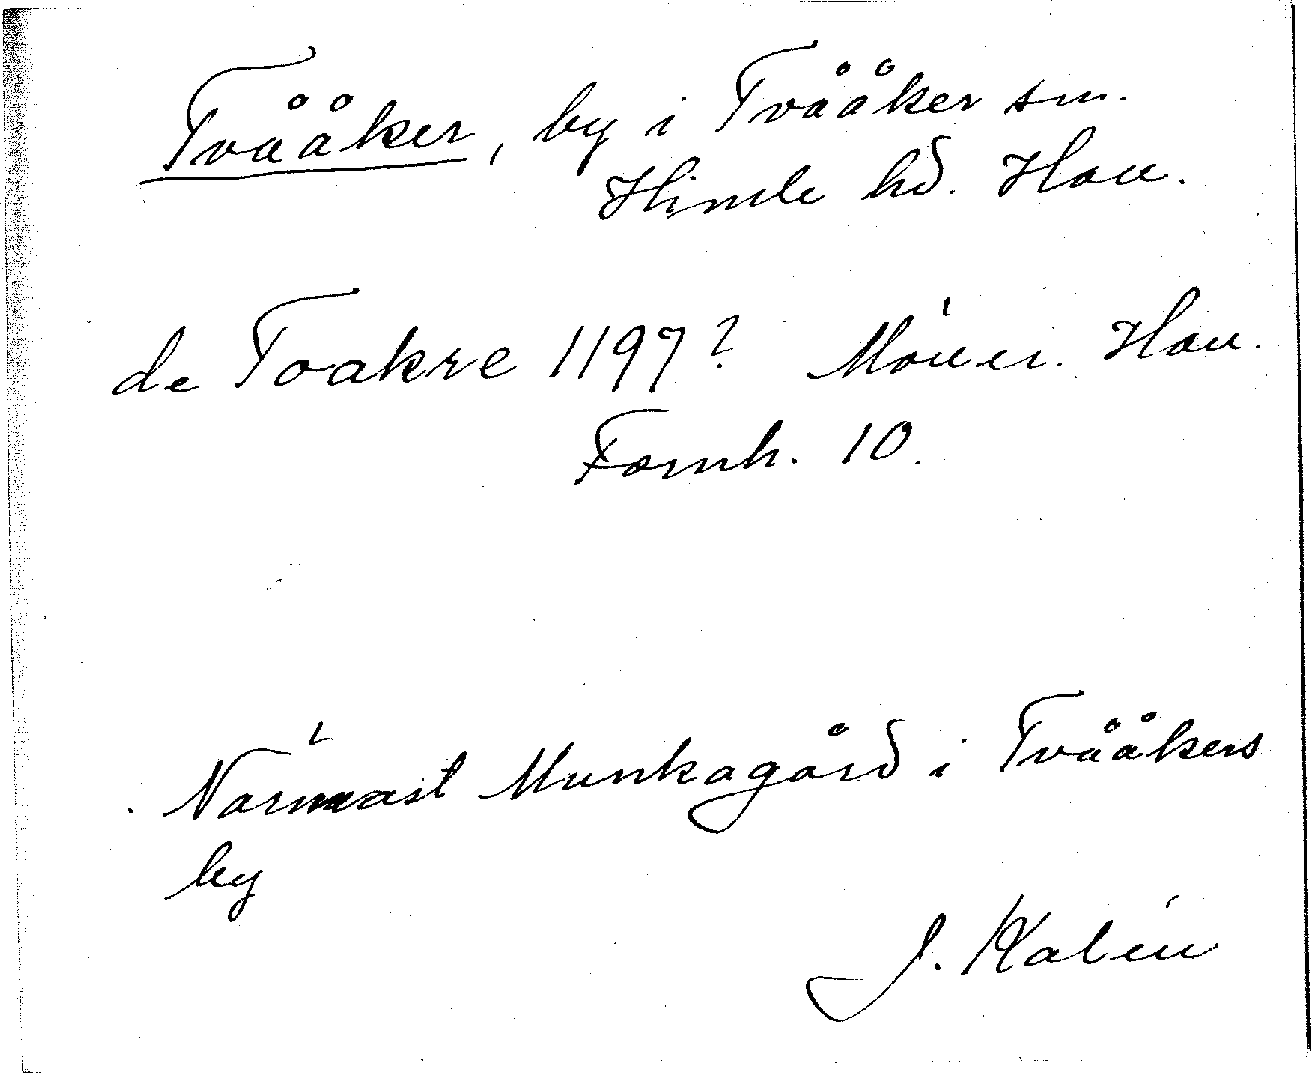 Tvååker, by i Tvååker sn.
Himle hd. Hall.
de Toakre 1197? Möller. Hall.
Fornh. 10.
Närmast Munkagård i Tvååkers
by
J. Kalén